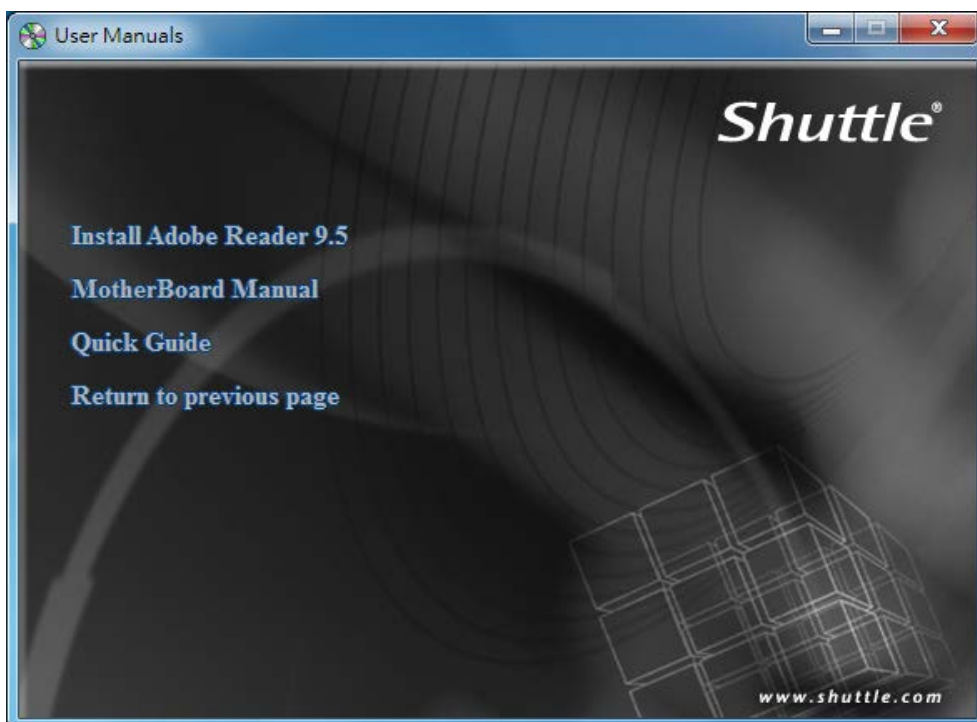 User Manuals
Shuttle®
Install Adobe Reader 9.5
MotherBoard Manual
Quick Guide
Return to previous page
www.shuttle.com